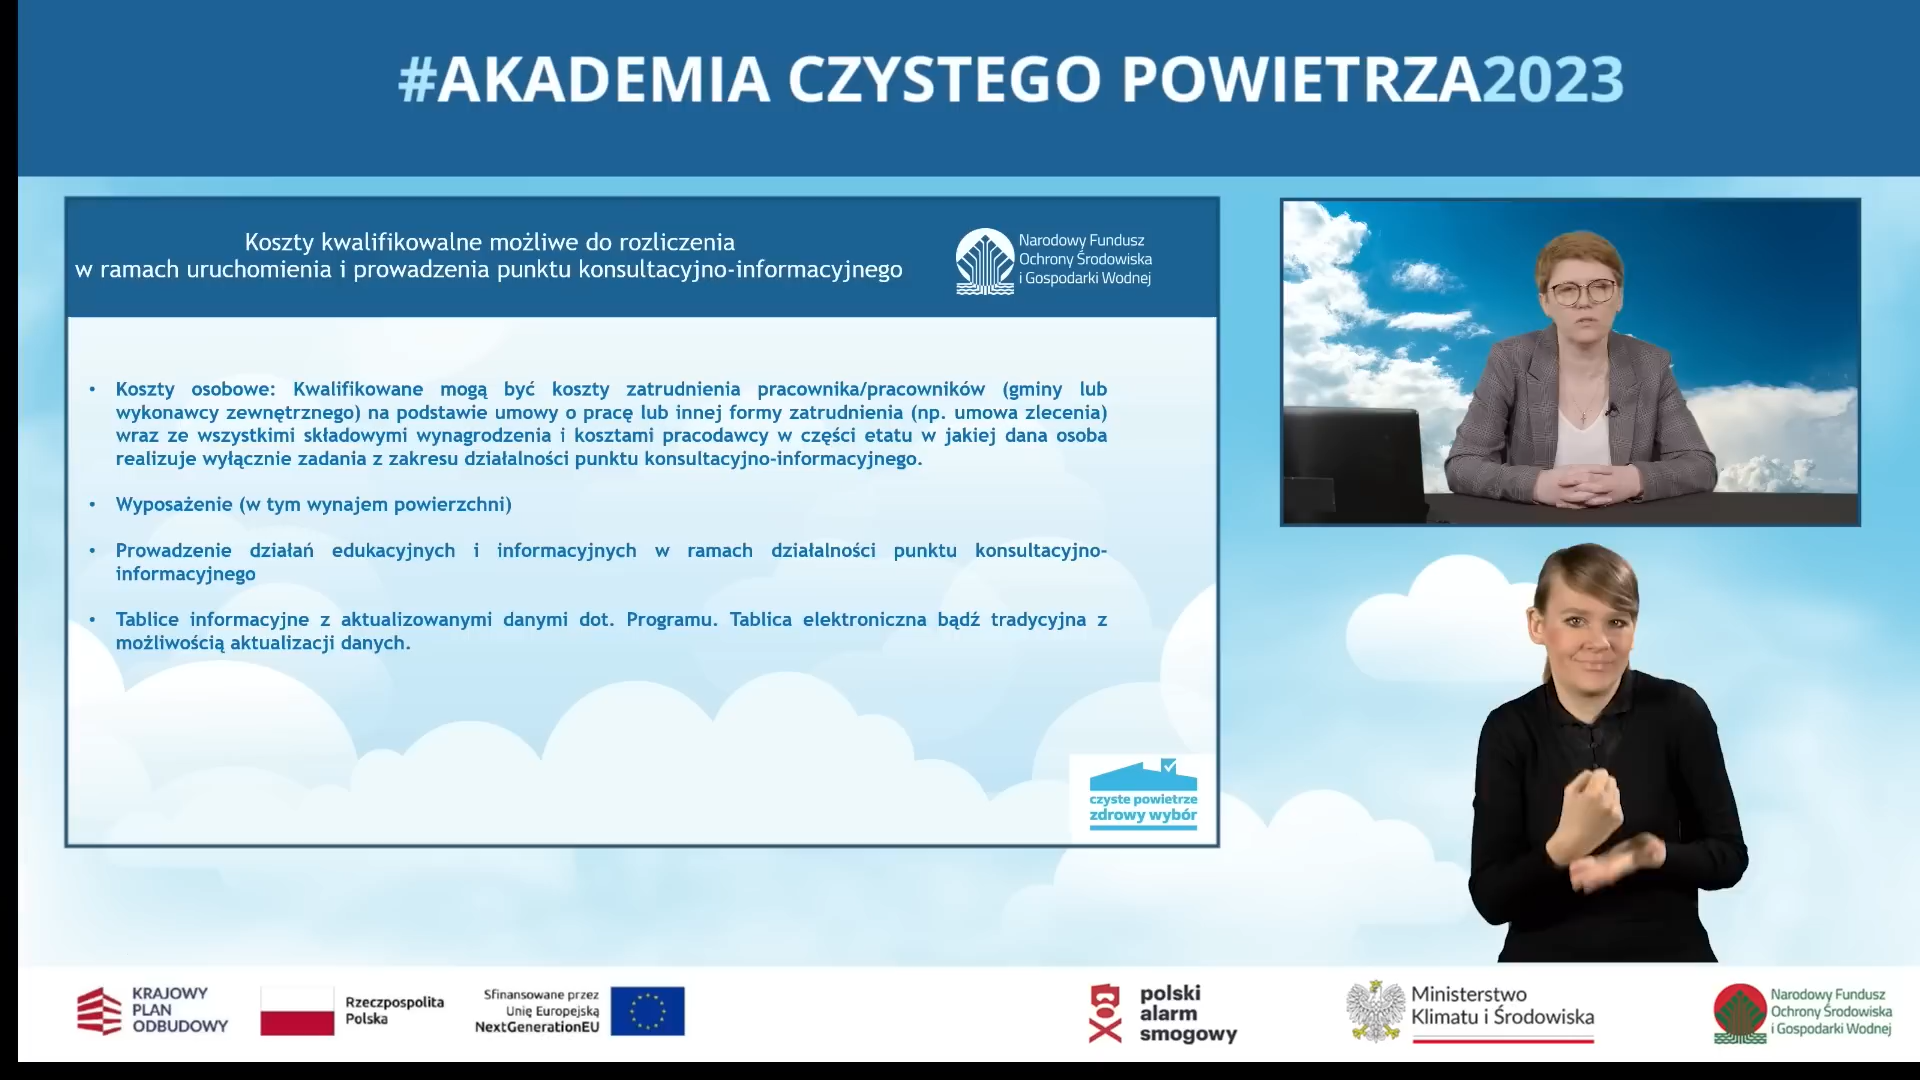 #AKADEMIA CZYSTEGO POWIETRZA2023
Koszty kwalifikowalne możliwe do rozliczenia
w ramach uruchomienia i prowadzenia punktu konsultacyjno-informacyjnego
Narodowy Fundusz
Ochrony Środowiska
i Gospodarki Wodnej
• Koszty osobowe: Kwalifikowane mogą być koszty zatrudnienia pracownika/pracowników (gminy lub
wykonawcy zewnętrznego) na podstawie umowy o pracę lub innej formy zatrudnienia (np. umowa zlecenia)
wraz ze wszystkimi składowymi wynagrodzenia i kosztami pracodawcy w części etatu w jakiej dana osoba
realizuje wyłącznie zadania z zakresu działalności punktu konsultacyjno-informacyjnego.
• Wyposażenie (w tym wynajem powierzchni)
• Prowadzenie działań edukacyjnych i informacyjnych w ramach działalności punktu konsultacyjno-
informacyjnego
• Tablice informacyjne z aktualizowanymi danymi dot. Programu. Tablica elektroniczna bądź tradycyjna z
możliwością aktualizacji danych.
czyste powietrze
zdrowy wybór
KRAJOWY
PLAN
ODBUDOWY
Rzeczpospolita
Polska
Sfinansowane przez
Unię Europejską
NextGenerationEU
polski
alarm
smogowy
Ministerstwo
Klimatu i Środowiska
Narodowy Fundusz
Ochrony Środowiska
i Gospodarki Wodnej